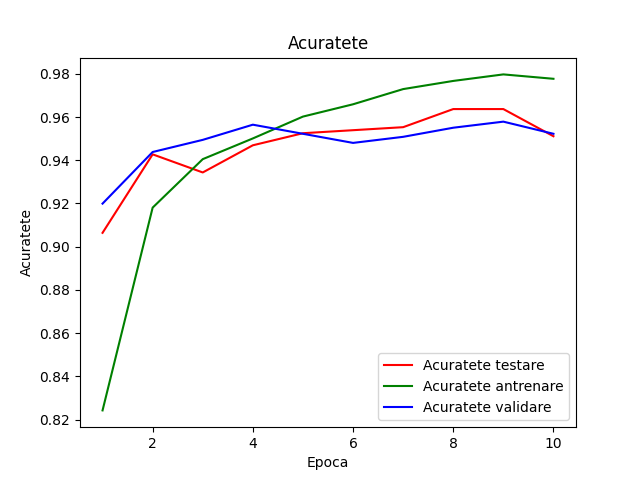 Acuratete
0.98
0.96
0.94
0.92
0.90
0.88
0.86
0.84
0.82
Acuratete
2
4
6
8
10
Epoca
Acuratete testare
Acuratete antrenare
Acuratete validare